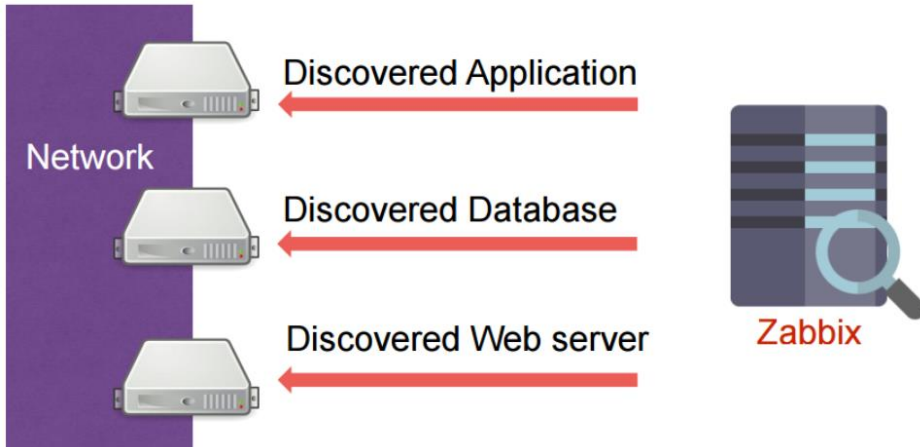 Discovered Application
Network
Discovered Database
Discovered Web server
Zabbix